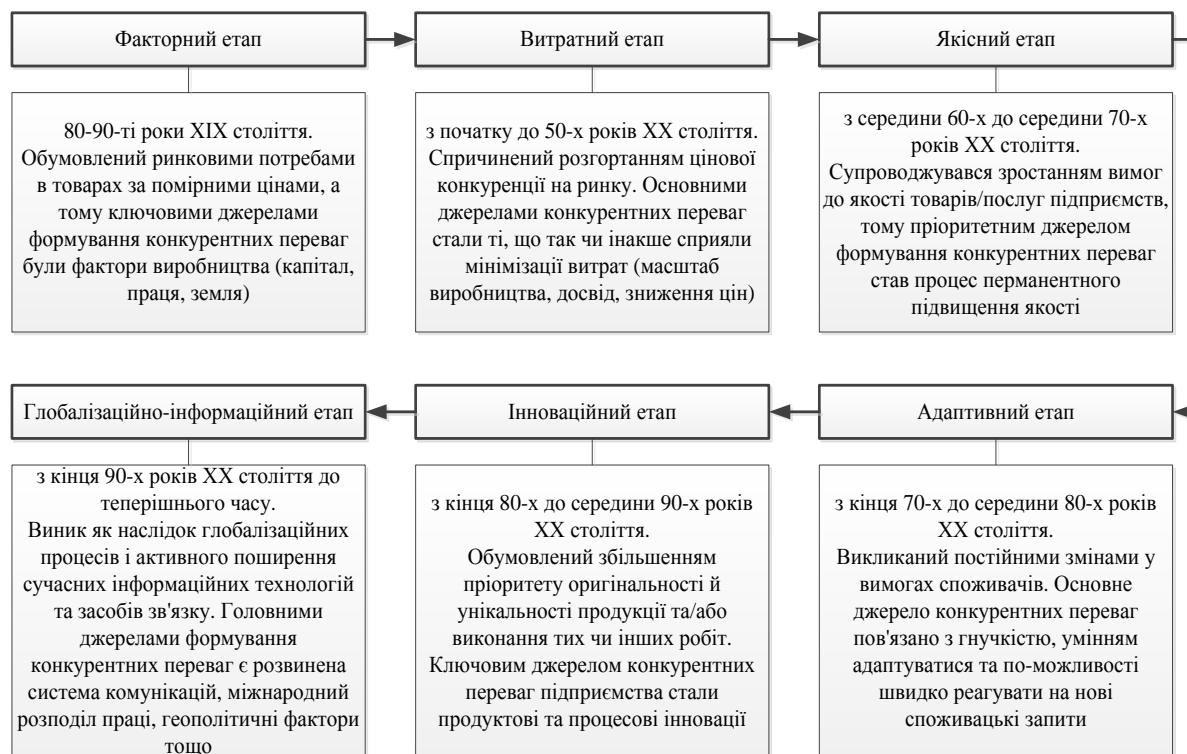 Факторний етап
80-90-ті роки XIX століття.
Обумовлений ринковими потребами
в товарах за помірними цінами, а
тому ключовими джерелами
формування конкурентних переваг
були фактори виробництва (капітал,
праця, земля)
Витратний етап
з початку до 50-х років XX століття.
Спричинений розгортанням цінової
конкуренції на ринку. Основними
джерелами конкурентних переваг
стали ті, що так чи інакше сприяли
мінімізації витрат (масштаб
виробництва, досвід, зниження цін)
Якісний етап
з середини 60-х до середини 70-х
років XX століття.
Супроводжувався зростанням вимог
до якості товарів/послуг підприємств,
тому пріоритетним джерелом
формування конкурентних переваг
став процес перманентного
підвищення якості
Адаптивний етап
з кінця 70-х до середини 80-х років
XX століття.
Викликаний постійними змінами у
вимогах споживачів. Основне
джерело конкурентних переваг
пов'язано з гнучкістю, умінням
адаптуватися та по-можливості
швидко реагувати на нові
споживацькі запити
Інноваційний етап
з кінця 80-х до середини 90-х років
XX століття.
Обумовлений збільшенням
пріоритету оригінальності й
унікальності продукції та/або
виконання тих чи інших робіт.
Ключовим джерелом конкурентних
переваг підприємства стали
продуктові та процесові інновації
Глобалізаційно-інформаційний етап
з кінця 90-х років XX століття до
теперішнього часу.
Виник як наслідок глобалізаційних
процесів і активного поширення
сучасних інформаційних технологій
та засобів зв'язку. Головними
джерелами формування
конкурентних переваг є розвинена
система комунікацій, міжнародний
розподіл праці, геополітичні фактори
тощо